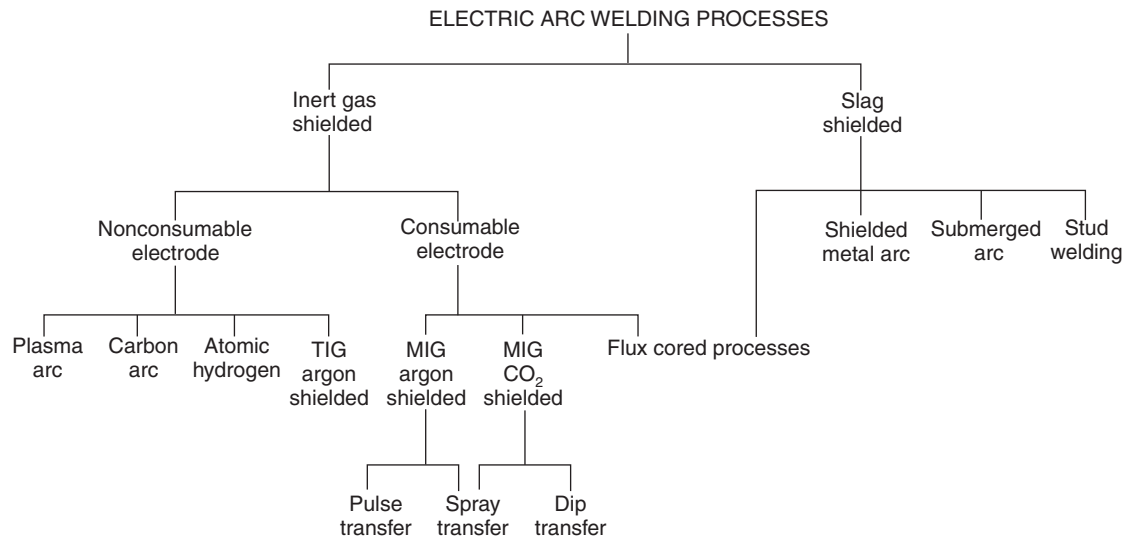 ELECTRIC ARC WELDING PROCESSES
Inert gas
shielded
Slag
shielded
Nonconsumable
electrode
Consumable
electrode
Shielded
metal arc
Submerged
arc
Stud
welding
Plasma
arc
Carbon
arc
Atomic
hydrogen
TIG
argon
shielded
MIG
argon
shielded
MIG
CO₂
shielded
Flux cored processes
Pulse
transfer
Spray
transfer
Dip
transfer